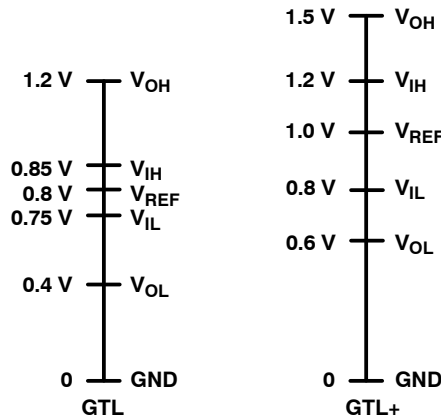 1.2 V VOH
0.85 V VIH
0.8 V VREF
0.75 V VIL
0.4 V VOL
0 GND
GTL
1.5 V VOH
1.2 V VIH
1.0 V VREF
0.8 V VIL
0.6 V VOL
0 GND
GTL+